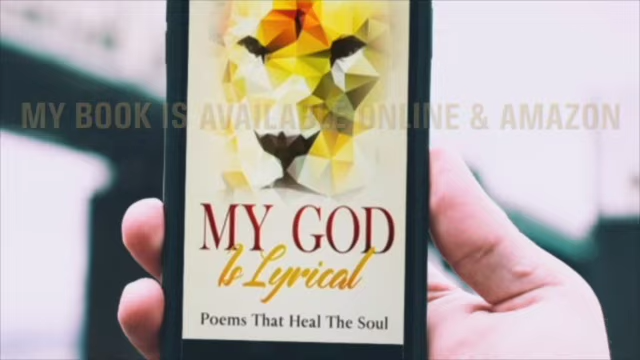 MY BOOK IS AVAILABLE ONLINE & AMAZON
MY GOD
Is Lyrical
Poems That Heal The Soul